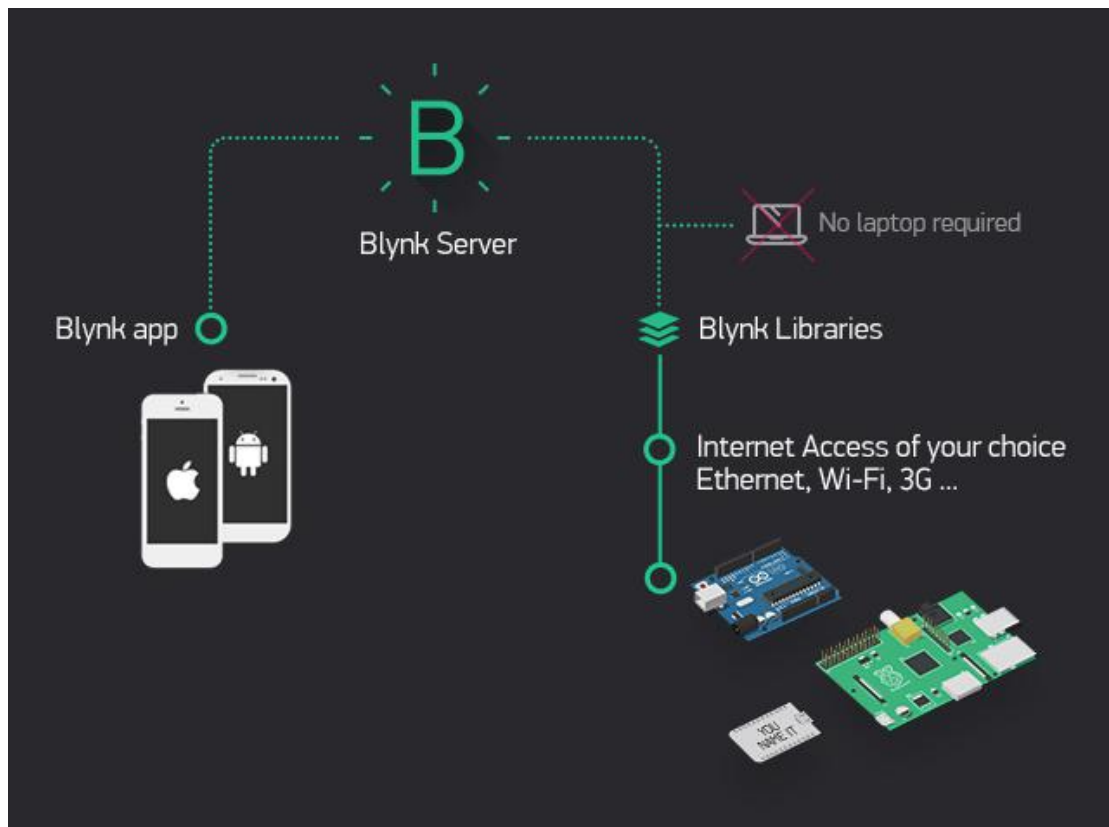 B
Blynk Server
No laptop required
Blynk app
Blynk Libraries
Internet Access of your choice
Ethernet, Wi-Fi, 3G ...
YOU
NAME IT